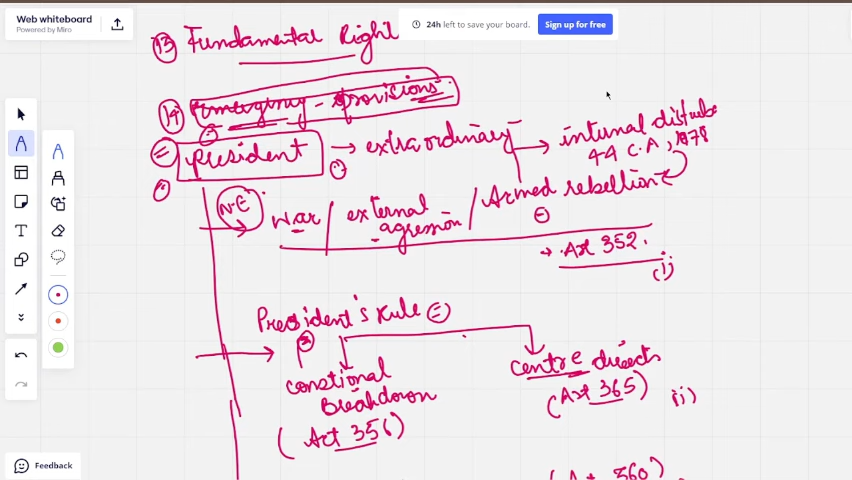 Web whiteboard
Powered by Miro
24h left to save your board.
Sign up for free
(13) Fundamental Right
(14) Emergency - Provisions
President → extraordinary → internal disturb
44 C.A, 1978
N.E war / external agression / Armed rebellion
→ Art 352.
(i)
President's Rule
constional Breakdown
(Art 356)
centre directs
(Art 365)
ii)
(Art 360)
Feedback